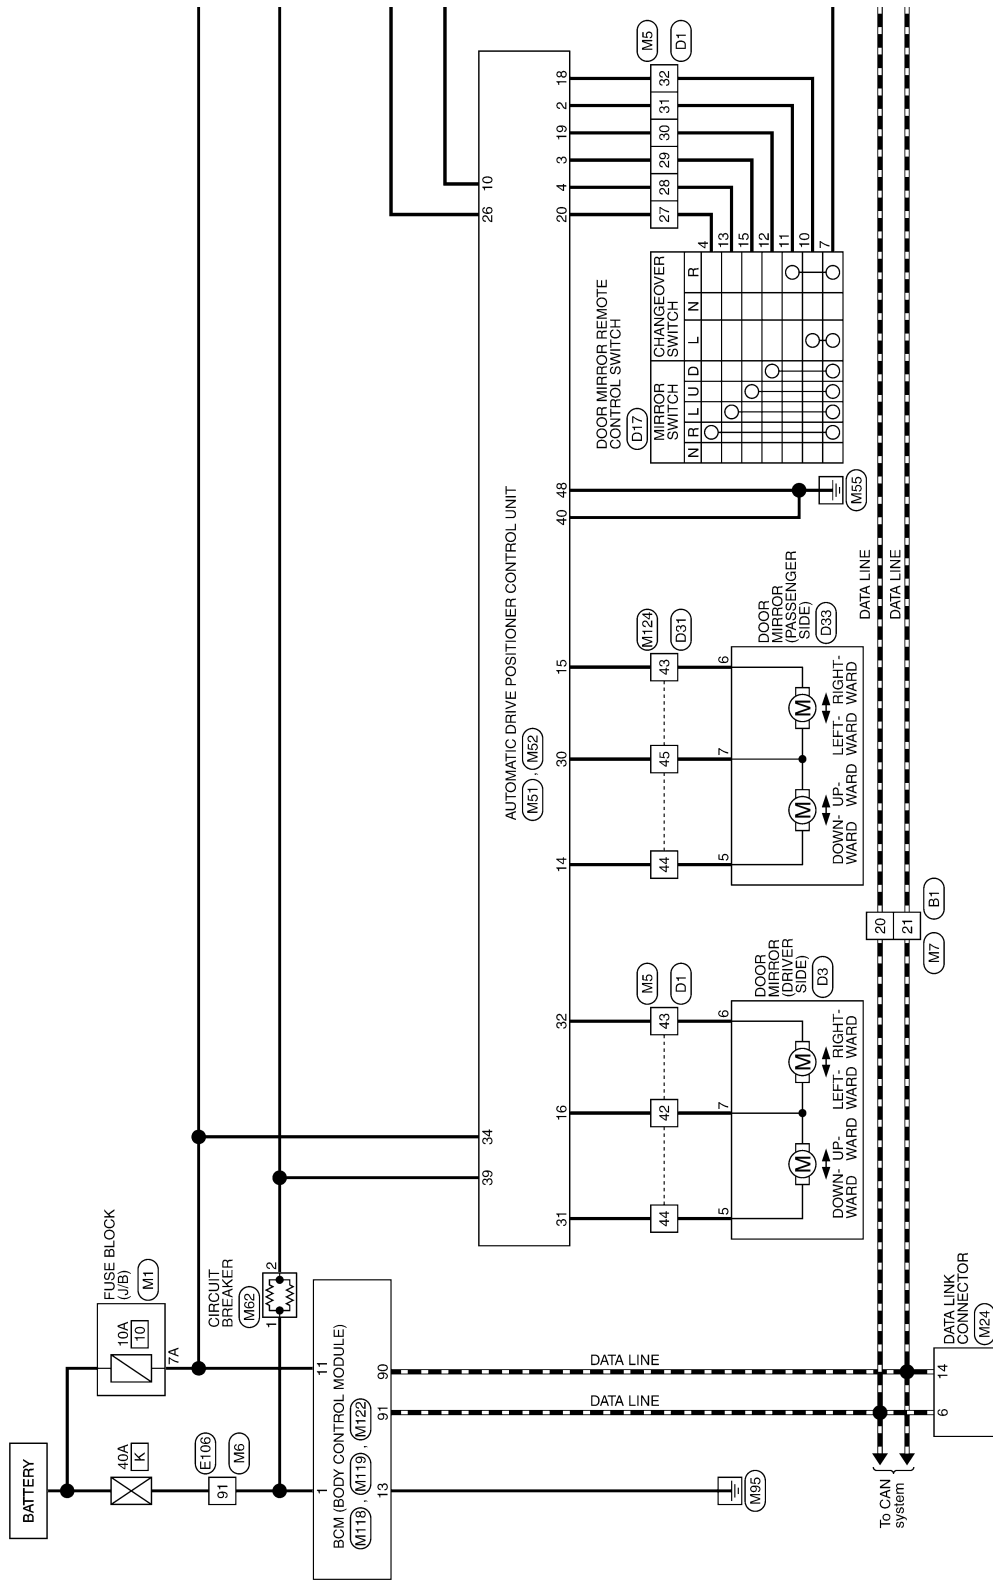 BATTERY
40A
K
E106
M6
91
10A
10
FUSE BLOCK
(J/B)
M1
7A
CIRCUIT
BREAKER
M62
1
2
1
11
BCM (BODY CONTROL MODULE)
M118 , M119 , M122
13
91
90
M95
DATA LINE
DATA LINE
To CAN
system
6
14
DATA LINK
CONNECTOR
M24
39
34
26
10
AUTOMATIC DRIVE POSITIONER CONTROL UNIT
M51 , M52
31
16
32
14
30
15
40
48
20
4
3
19
2
18
44
42
43
M5
D1
5
7
6
DOWN-
WARD
UP-
WARD
LEFT-
WARD
RIGHT-
WARD
M
M
DOOR
MIRROR
(DRIVER
SIDE)
D3
44
45
43
M124
D31
5
7
6
DOWN-
WARD
UP-
WARD
LEFT-
WARD
RIGHT-
WARD
M
M
DOOR
MIRROR
(PASSENGER
SIDE)
D33
M55
27
28
29
30
31
32
M5
D1
DOOR MIRROR REMOTE
CONTROL SWITCH
D17
MIRROR
SWITCH
CHANGEOVER
SWITCH
N R L U D L N R
4
13
15
12
11
10
7
DATA LINE
DATA LINE
20
21
M7
B1